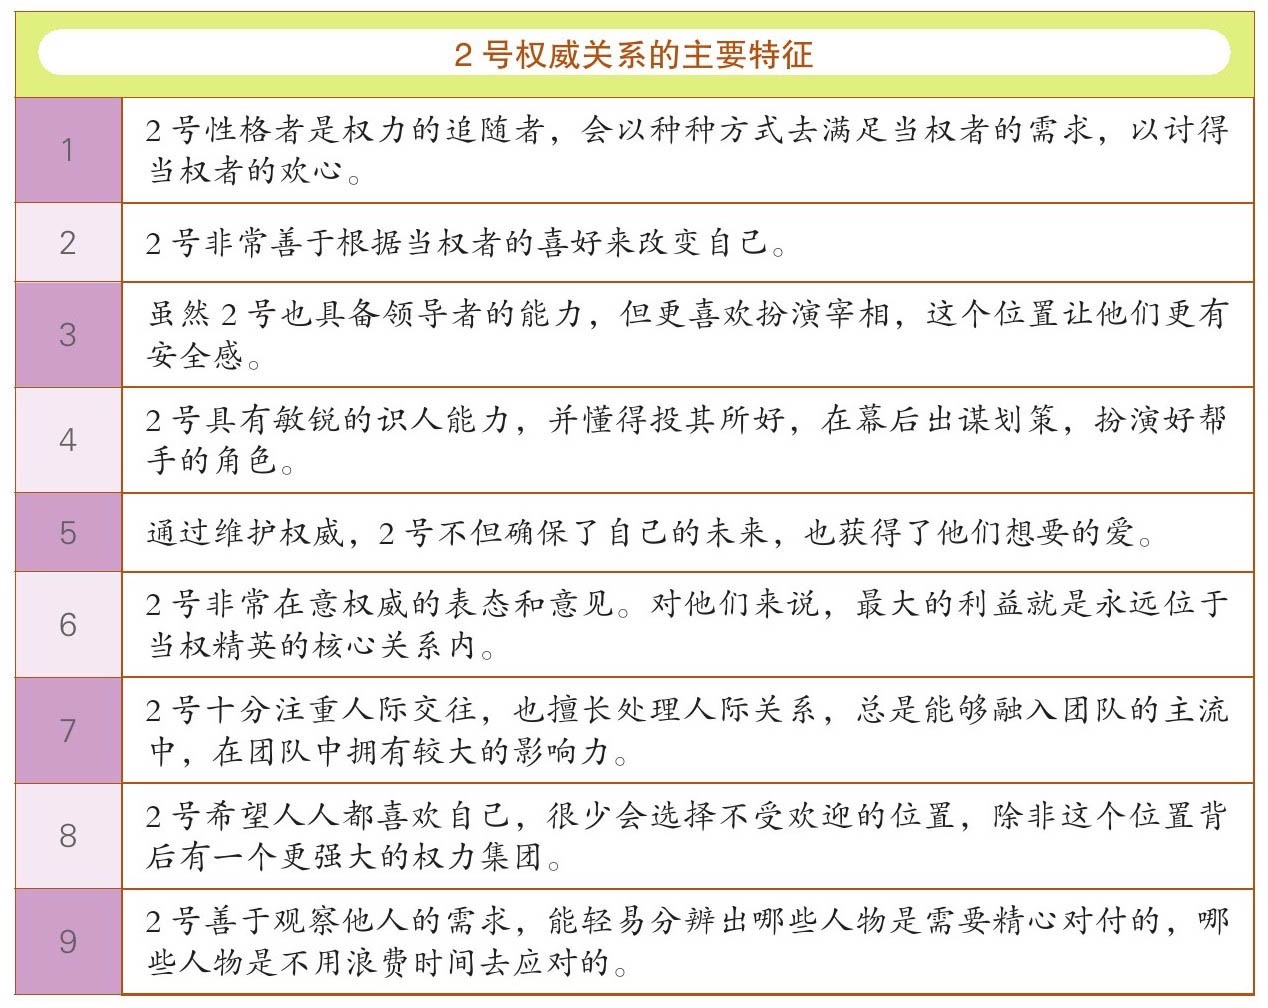 2 号权威关系的主要特征
1
2 号性格者是权力的追随者，会以种种方式去满足当权者的需求，以讨得
当权者的欢心。
2
2 号非常善于根据当权者的喜好来改变自己。
3
虽然 2 号也具备领导者的能力，但更喜欢扮演宰相，这个位置让他们更有
安全感。
4
2 号具有敏锐的识人能力，并懂得投其所好，在幕后出谋划策，扮演好帮
手的角色。
5
通过维护权威，2 号不但确保了自己的未来，也获得了他们想要的爱。
6
2 号非常在意权威的表态和意见。对他们来说，最大的利益就是永远位于
当权精英的核心关系内。
7
2 号十分注重人际交往，也擅长处理人际关系，总是能够融入团队的主流
中，在团队中拥有较大的影响力。
8
2 号希望人人都喜欢自己，很少会选择不受欢迎的位置，除非这个位置背
后有一个更强大的权力集团。
9
2 号善于观察他人的需求，能轻易分辨出哪些人物是需要精心对付的，哪
些人物是不用浪费时间去应对的。